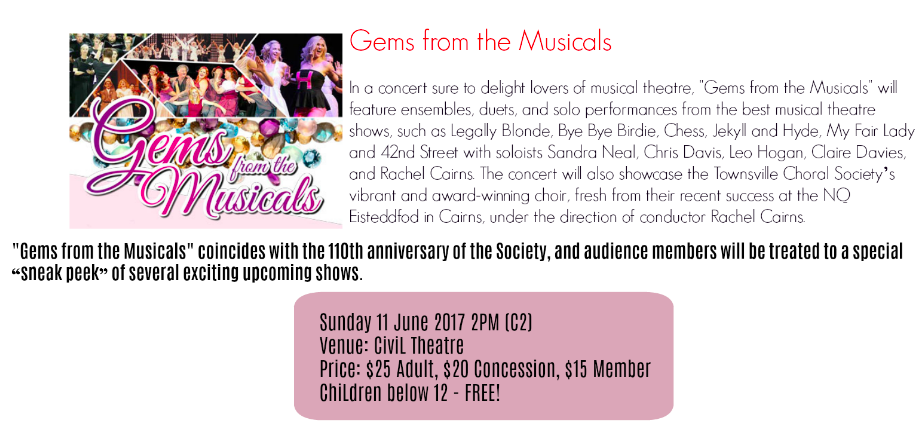 Gems from the Musicals
Gems
from the
Musicals
In a concert sure to delight lovers of musical theatre, "Gems from the Musicals" will
feature ensembles, duets, and solo performances from the best musical theatre
shows, such as Legally Blonde, Bye Bye Birdie, Chess, Jekyll and Hyde, My Fair Lady
and 42nd Street with soloists Sandra Neal, Chris Davis, Leo Hogan, Claire Davies,
and Rachel Cairns. The concert will also showcase the Townsville Choral Society's
vibrant and award-winning choir, fresh from their recent success at the NQ
Eisteddfod in Cairns, under the direction of conductor Rachel Cairns.
"Gems from the Musicals" coincides with the 110th anniversary of the Society, and audience members will be treated to a special
“sneak peek” of several exciting upcoming shows.
Sunday 11 June 2017 2PM (C2)
Venue: CiviL Theatre
Price: $25 Adult, $20 Concession, $15 Member
ChiLdren below 12 - FREE!